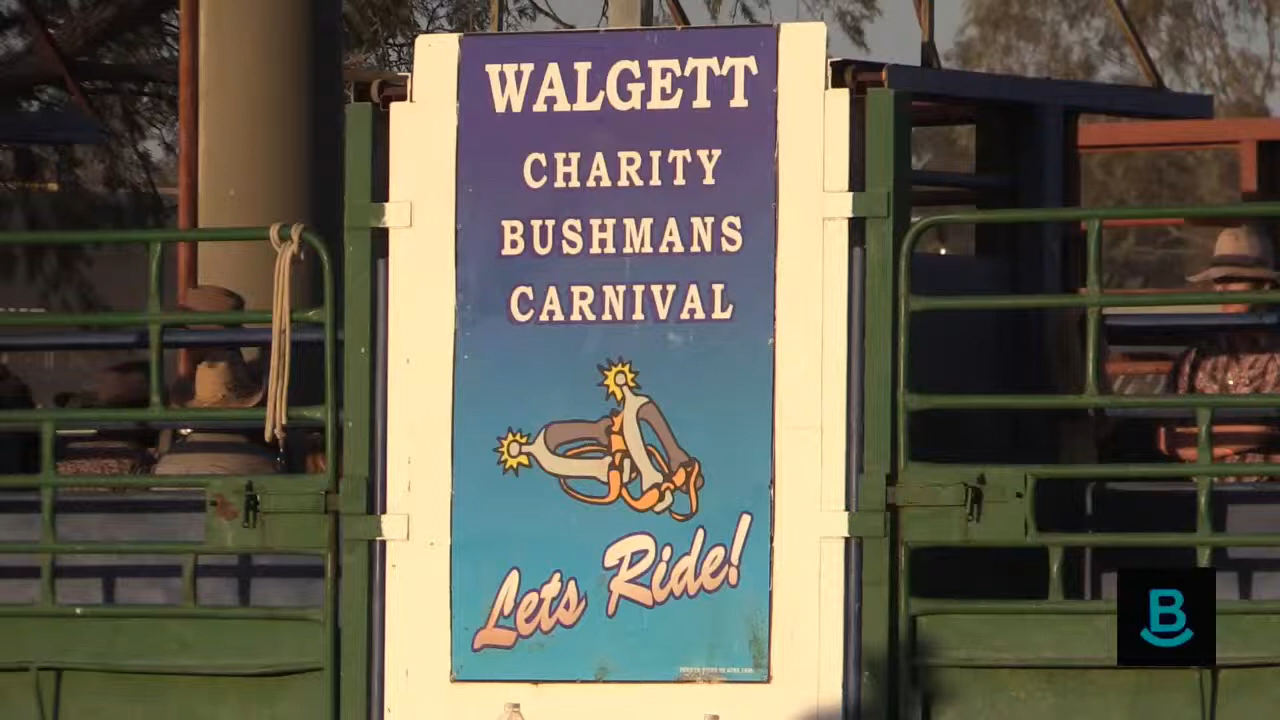 WALGETT
CHARITY
BUSHMANS
CARNIVAL
Lets Ride!
B